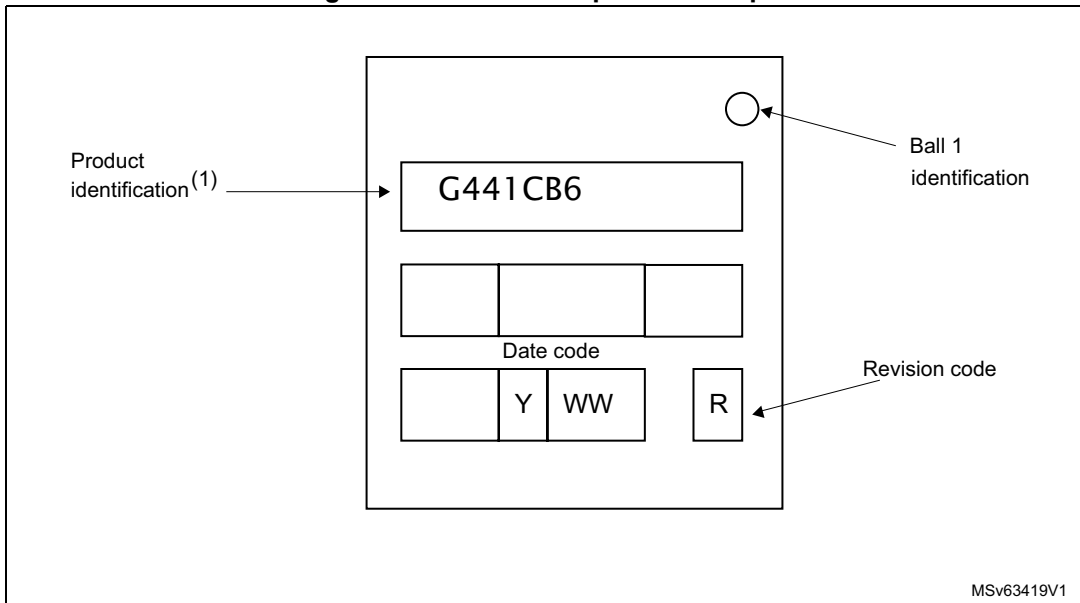 Product
identification(1)
Ball 1
identification
G441CB6
Date code
Y WW R
Revision code
MSv63419V1